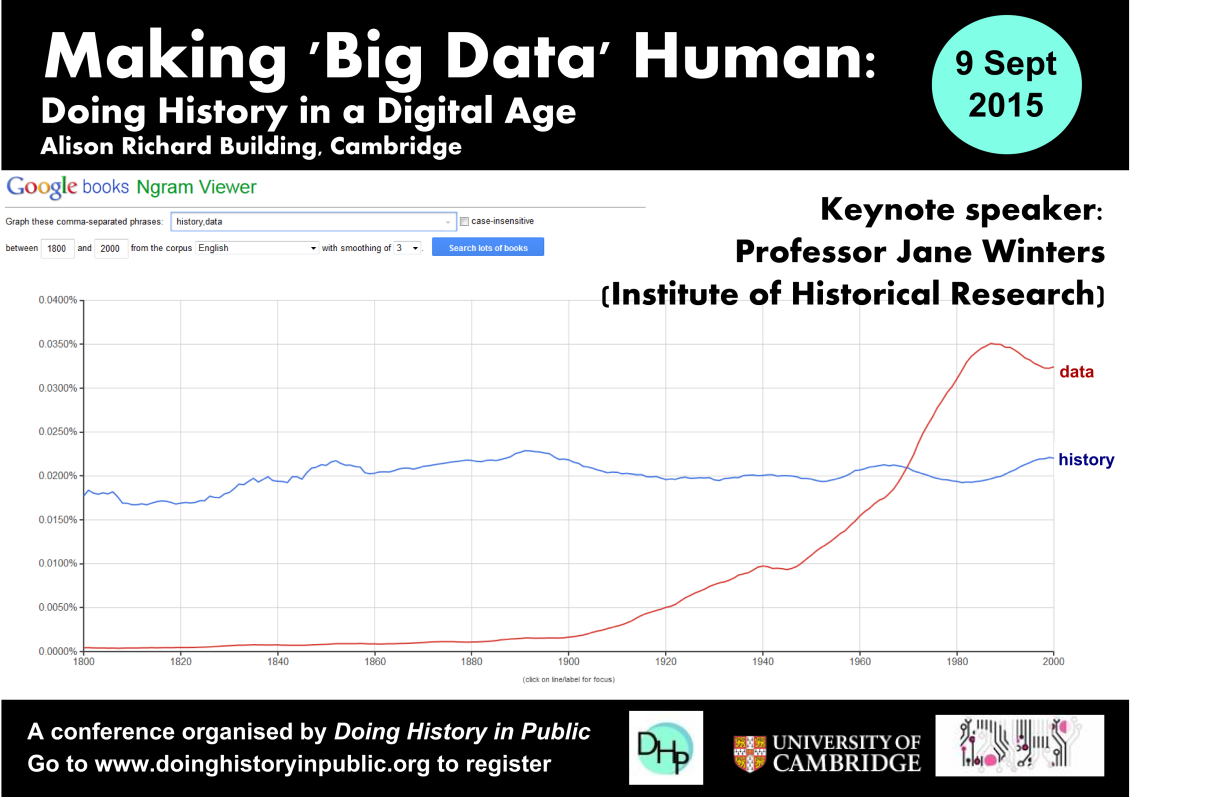 Making 'Big Data' Human:
Doing History in a Digital Age
Alison Richard Building, Cambridge
9 Sept
2015
Google books Ngram Viewer
Graph these comma-separated phrases: history,data case-insensitive
between 1800 and 2000 from the corpus English with smoothing of 3 . Search lots of books
Keynote speaker:
Professor Jane Winters
(Institute of Historical Research)
0.0400%
0.0350%
0.0300%
0.0250%
0.0200%
0.0150%
0.0100%
0.0050%
0.0000%
data
history
1800 1820 1840 1860 1880 1900 1920 1940 1960 1980 2000
(click on line/label for focus)
A conference organised by Doing History in Public
Go to www.doinghistoryinpublic.org to register
DHp
UNIVERSITY OF
CAMBRIDGE